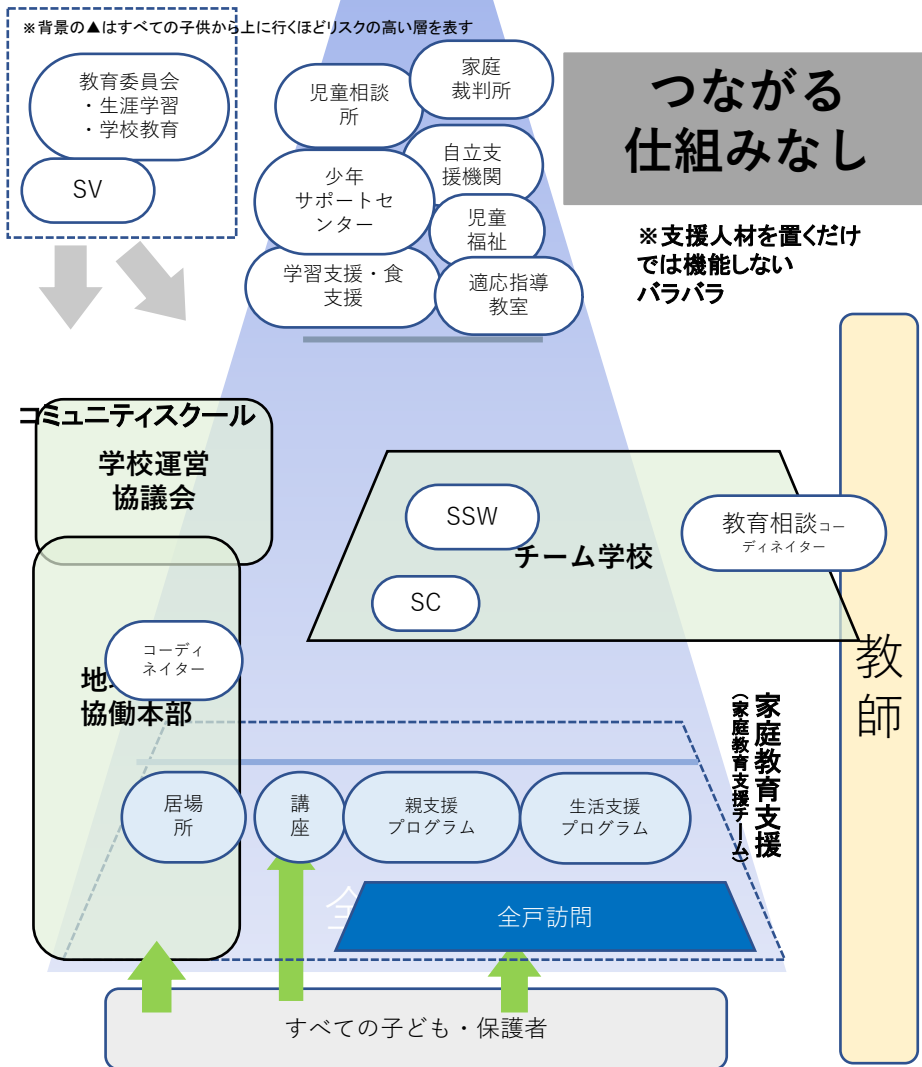 ※背景の▲はすべての子供から上に行くほどリスクの高い層を表す
教育委員会
・生涯学習
・学校教育
SV
児童相談
所
家庭
裁判所
自立支
援機関
少年
サポートセ
ンター
児童
福祉
学習支援・食
支援
適応指導
教室
つながる
仕組みなし
※支援人材を置くだけ
では機能しない
バラバラ
コミュニティスクール
学校運営
協議会
SSW
チーム学校
SC
教育相談コー
ディネイター
教師
コーディ
ネイター
地
協働本部
家庭教育支援
(家庭教育支援チーム)
居場
所
講
座
親支援
プログラム
生活支援
プログラム
全
全戸訪問
すべての子ども・保護者